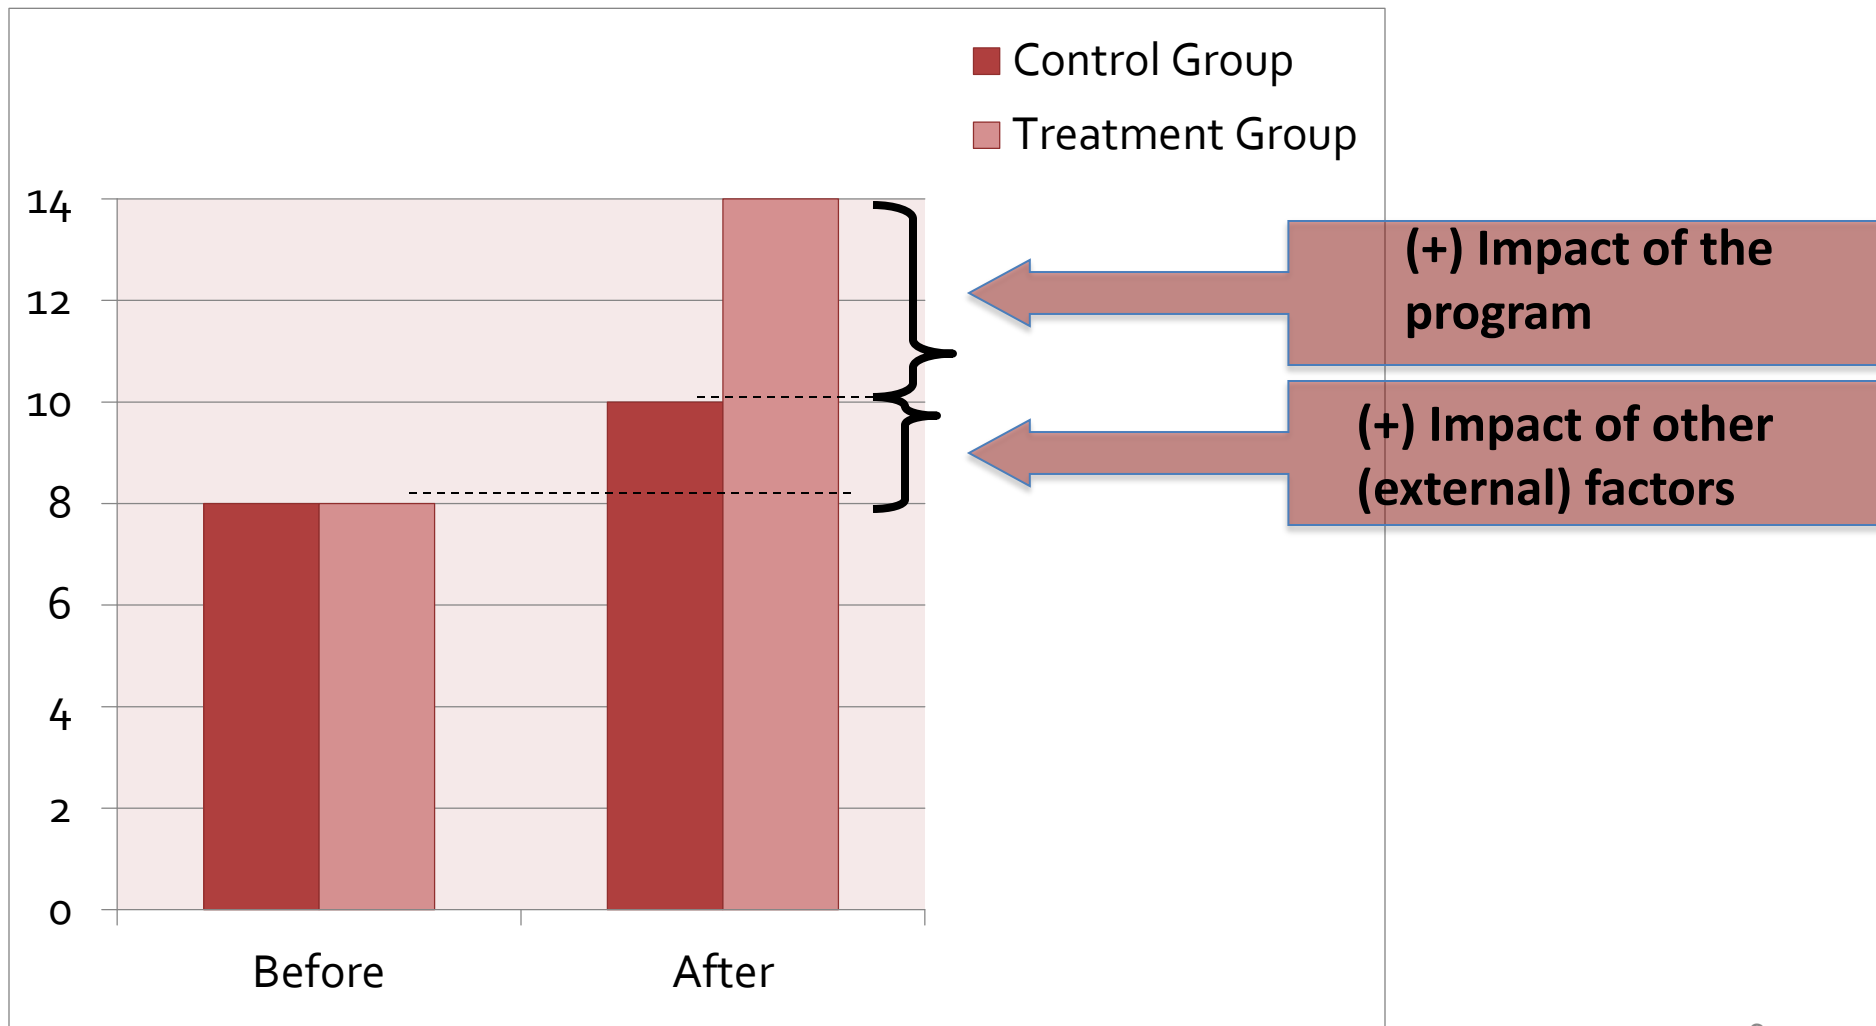 Control Group
Treatment Group
14
12
10
8
6
4
2
0
Before
After
(+) Impact of the
program
(+) Impact of other
(external) factors